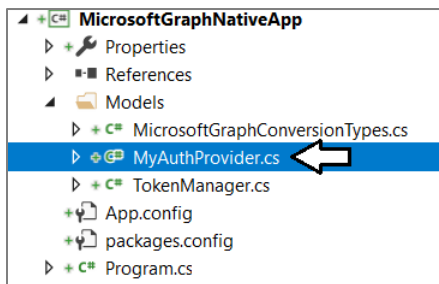 C# MicrosoftGraphNativeApp
Properties
References
Models
C# MicrosoftGraphConversionTypes.cs
C# MyAuthProvider.cs
C# TokenManager.cs
App.config
packages.config
C# Program.cs